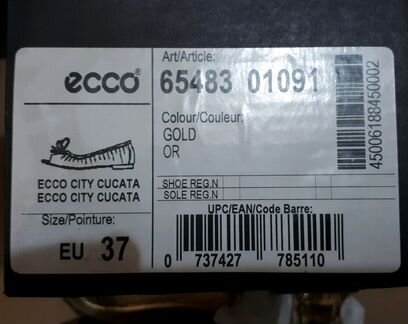 ecco®
ECCO CITY CUCATA
ECCO CITY CUCATA
Size/Pointure:
EU 37
Art/Article:
65483 01091
Colour/Couleur:
GOLD
OR
SHOE REG.N
SOLE REG.N
UPC/EAN/Code Barre:
0 737427 785110
45006188450002